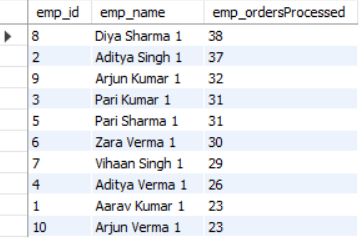 emp_id emp_name emp_ordersProcessed
8 Diya Sharma 1 38
2 Aditya Singh 1 37
9 Arjun Kumar 1 32
3 Pari Kumar 1 31
5 Pari Sharma 1 31
6 Zara Verma 1 30
7 Vihaan Singh 1 29
4 Aditya Verma 1 26
1 Aarav Kumar 1 23
10 Arjun Verma 1 23